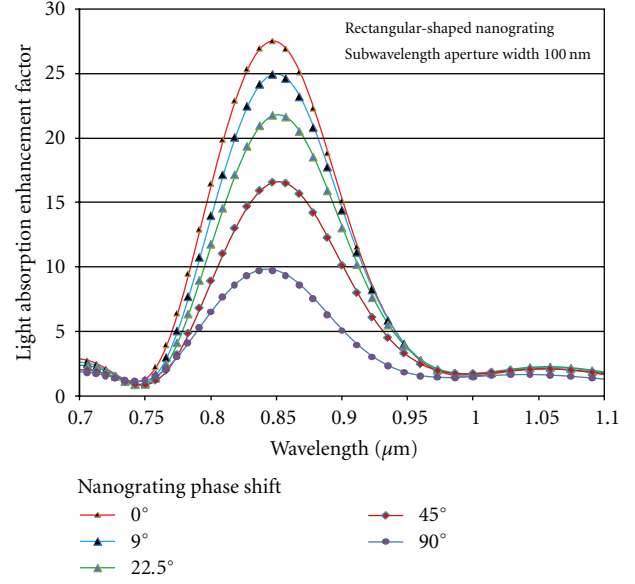 Rectangular-shaped nanograting
Subwavelength aperture width 100 nm
Light absorption enhancement factor
30
25
20
15
10
5
0
0.7 0.75 0.8 0.85 0.9 0.95 1 1.05 1.1
Wavelength (μm)
Nanograting phase shift
0°
9°
22.5°
45°
90°